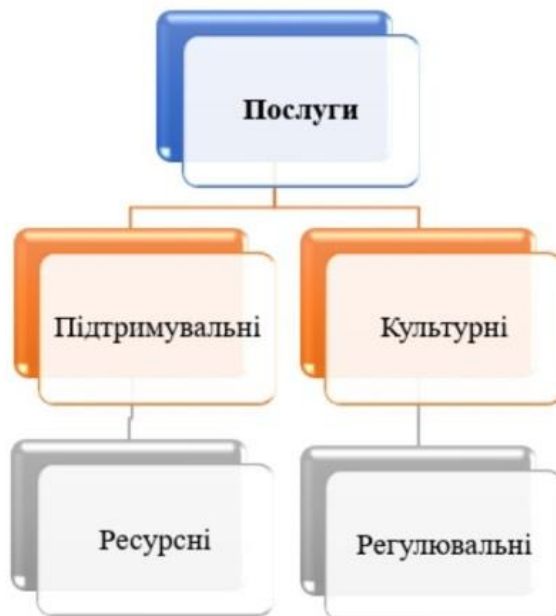 Послуги
Підтримувальні
Культурні
Ресурсні
Регулювальні